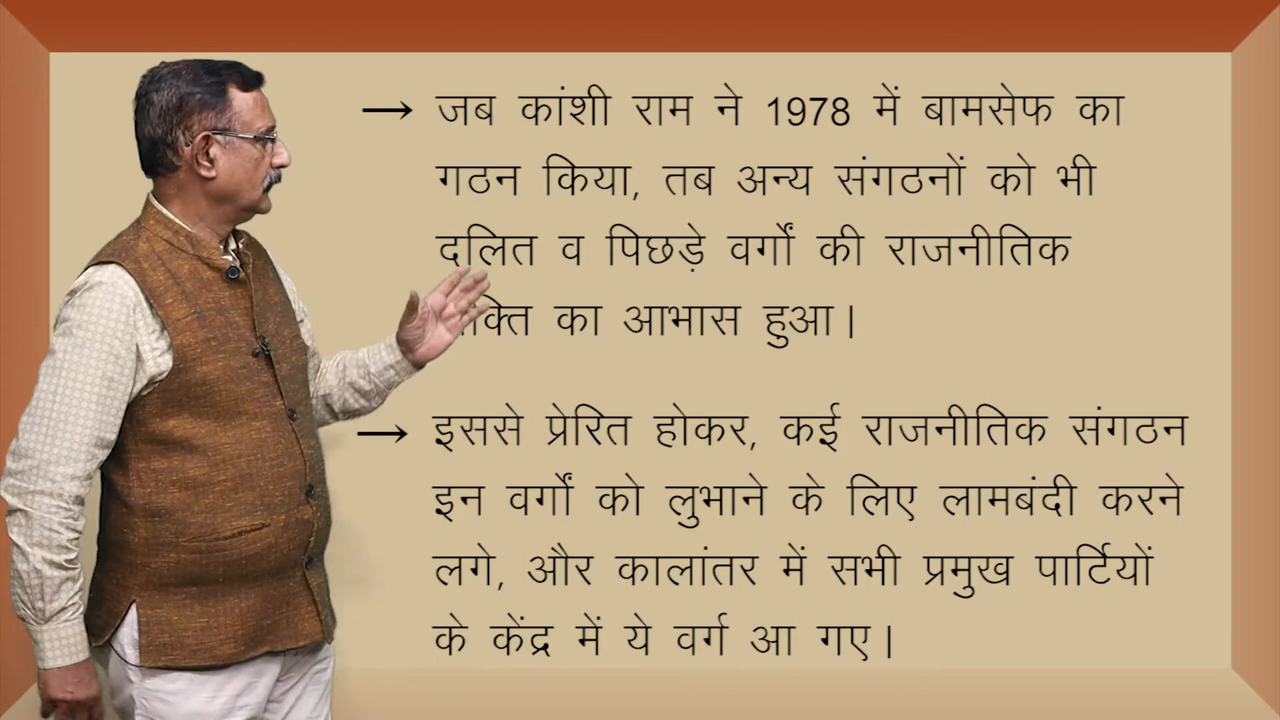 → जब कांशी राम ने 1978 में बामसेफ का
गठन किया, तब अन्य संगठनों को भी
दलित व पिछड़े वर्गों की राजनीतिक
का आभास हुआ।
→ इससे प्रेरित होकर, कई राजनीतिक संगठन
इन वर्गों को लुभाने के लिए लामबंदी करने
लगे, और कालांतर में सभी प्रमुख पार्टियों
के केंद्र में ये वर्ग आ गए।